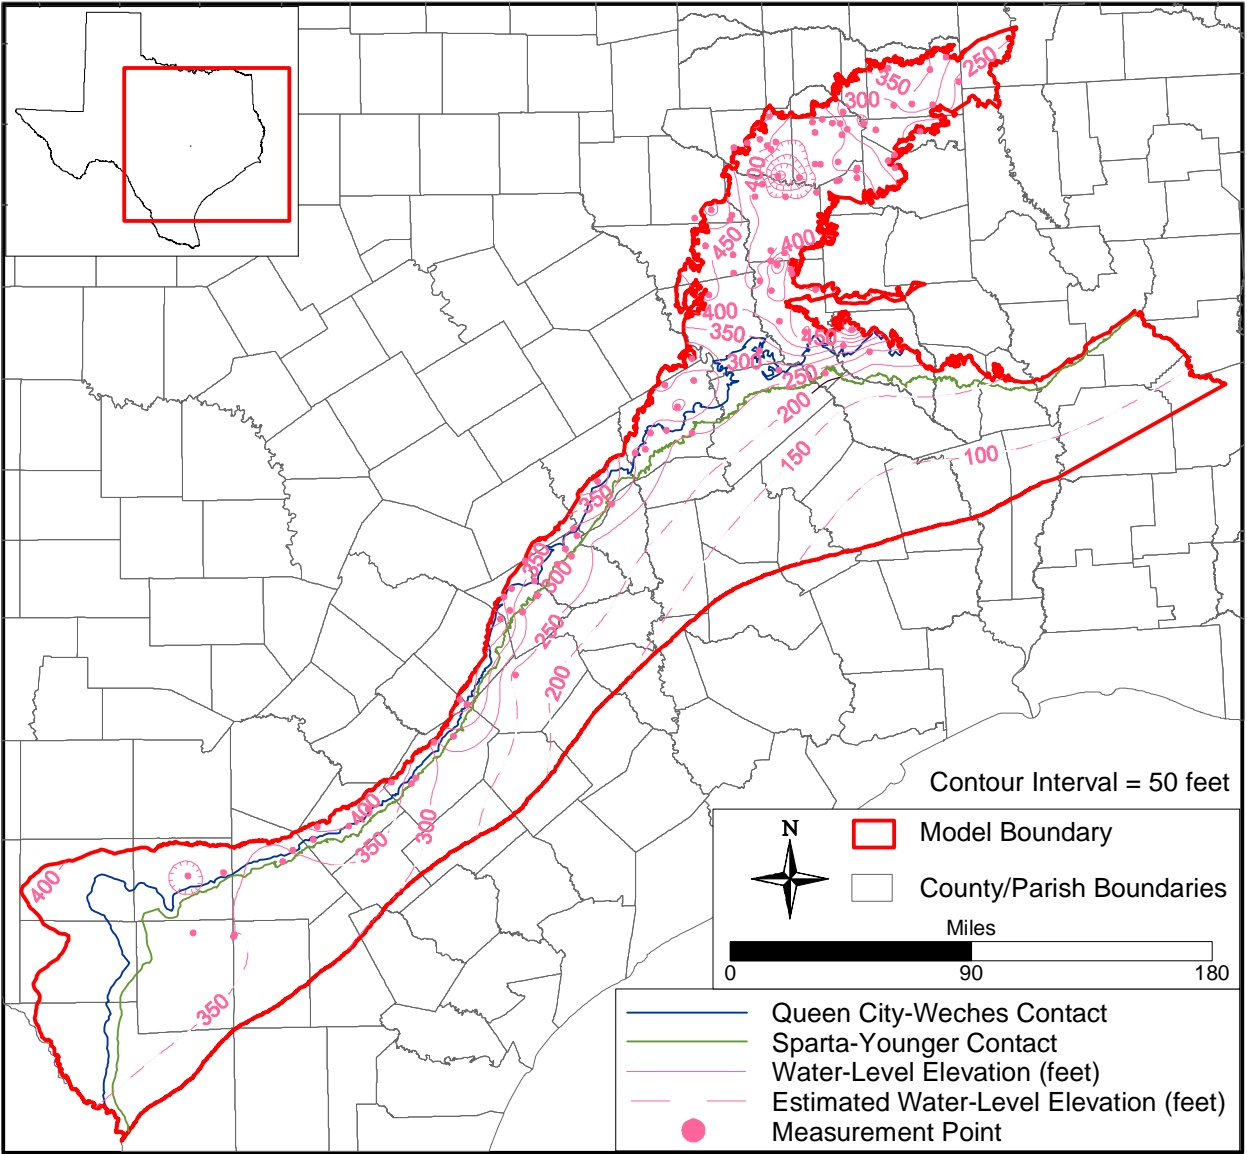 250
350
300
400
450
400
400
350
450
300
250
200
150
100
350
350
300
250
200
Contour Interval = 50 feet
400
300
350
400
350
N
Model Boundary
County/Parish Boundaries
Miles
0 90 180
Queen City-Weches Contact
Sparta-Younger Contact
Water-Level Elevation (feet)
Estimated Water-Level Elevation (feet)
Measurement Point